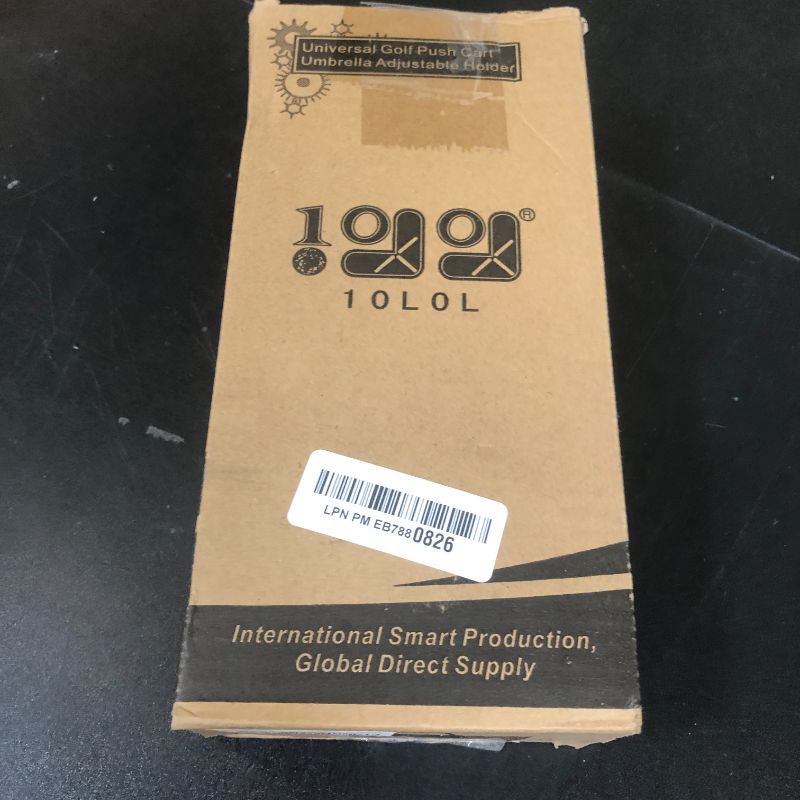 Universal Golf Push Cart
Umbrella Adjustable Holder
®
10L0L
LPN PM EB7880826
International Smart Production,
Global Direct Supply